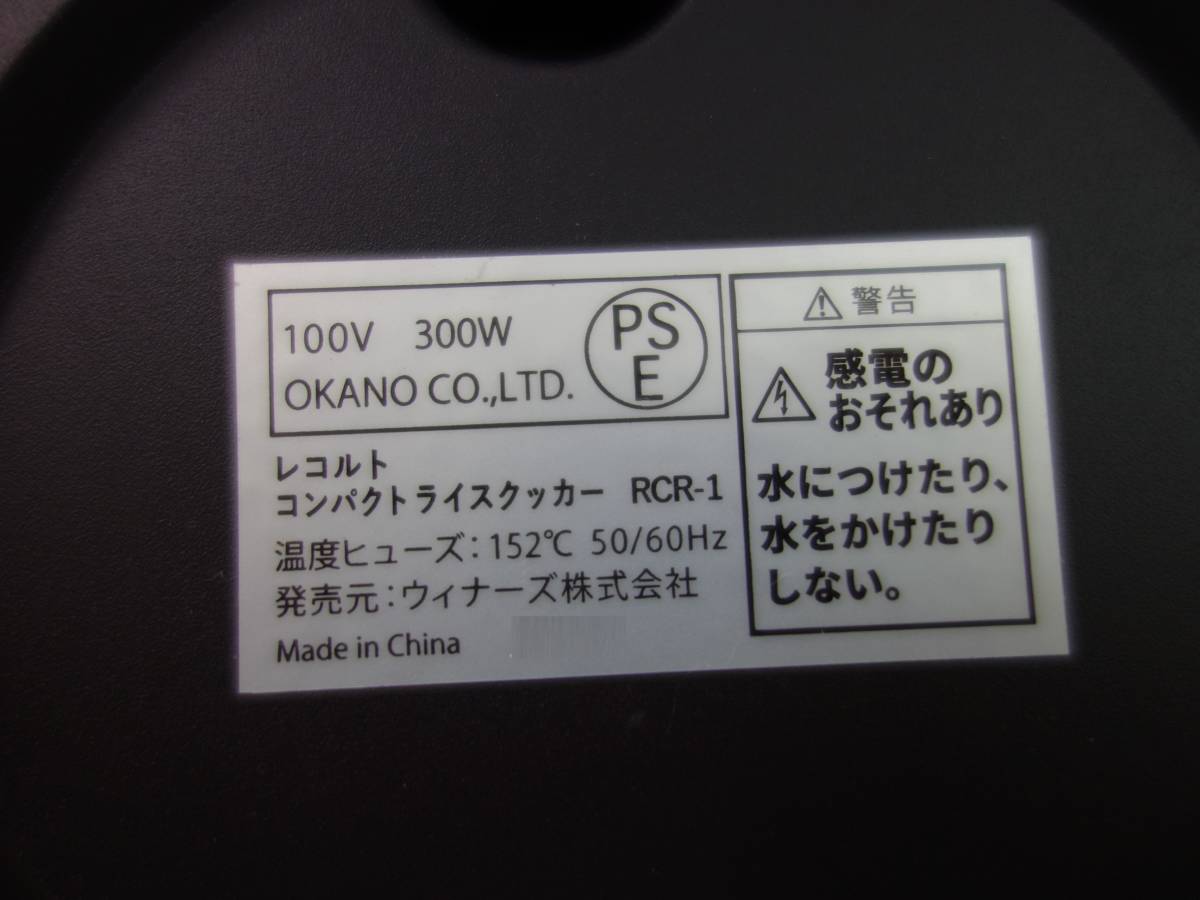 100V 300W
OKANO CO.,LTD.
PS
E
レコルト
コンパクトライスクッカー RCR-1
温度ヒューズ:152℃ 50/60Hz
発売元:ウィナーズ株式会社
Made in China
警告
感電の
おそれあり
水につけたり、
水をかけたり
しない。